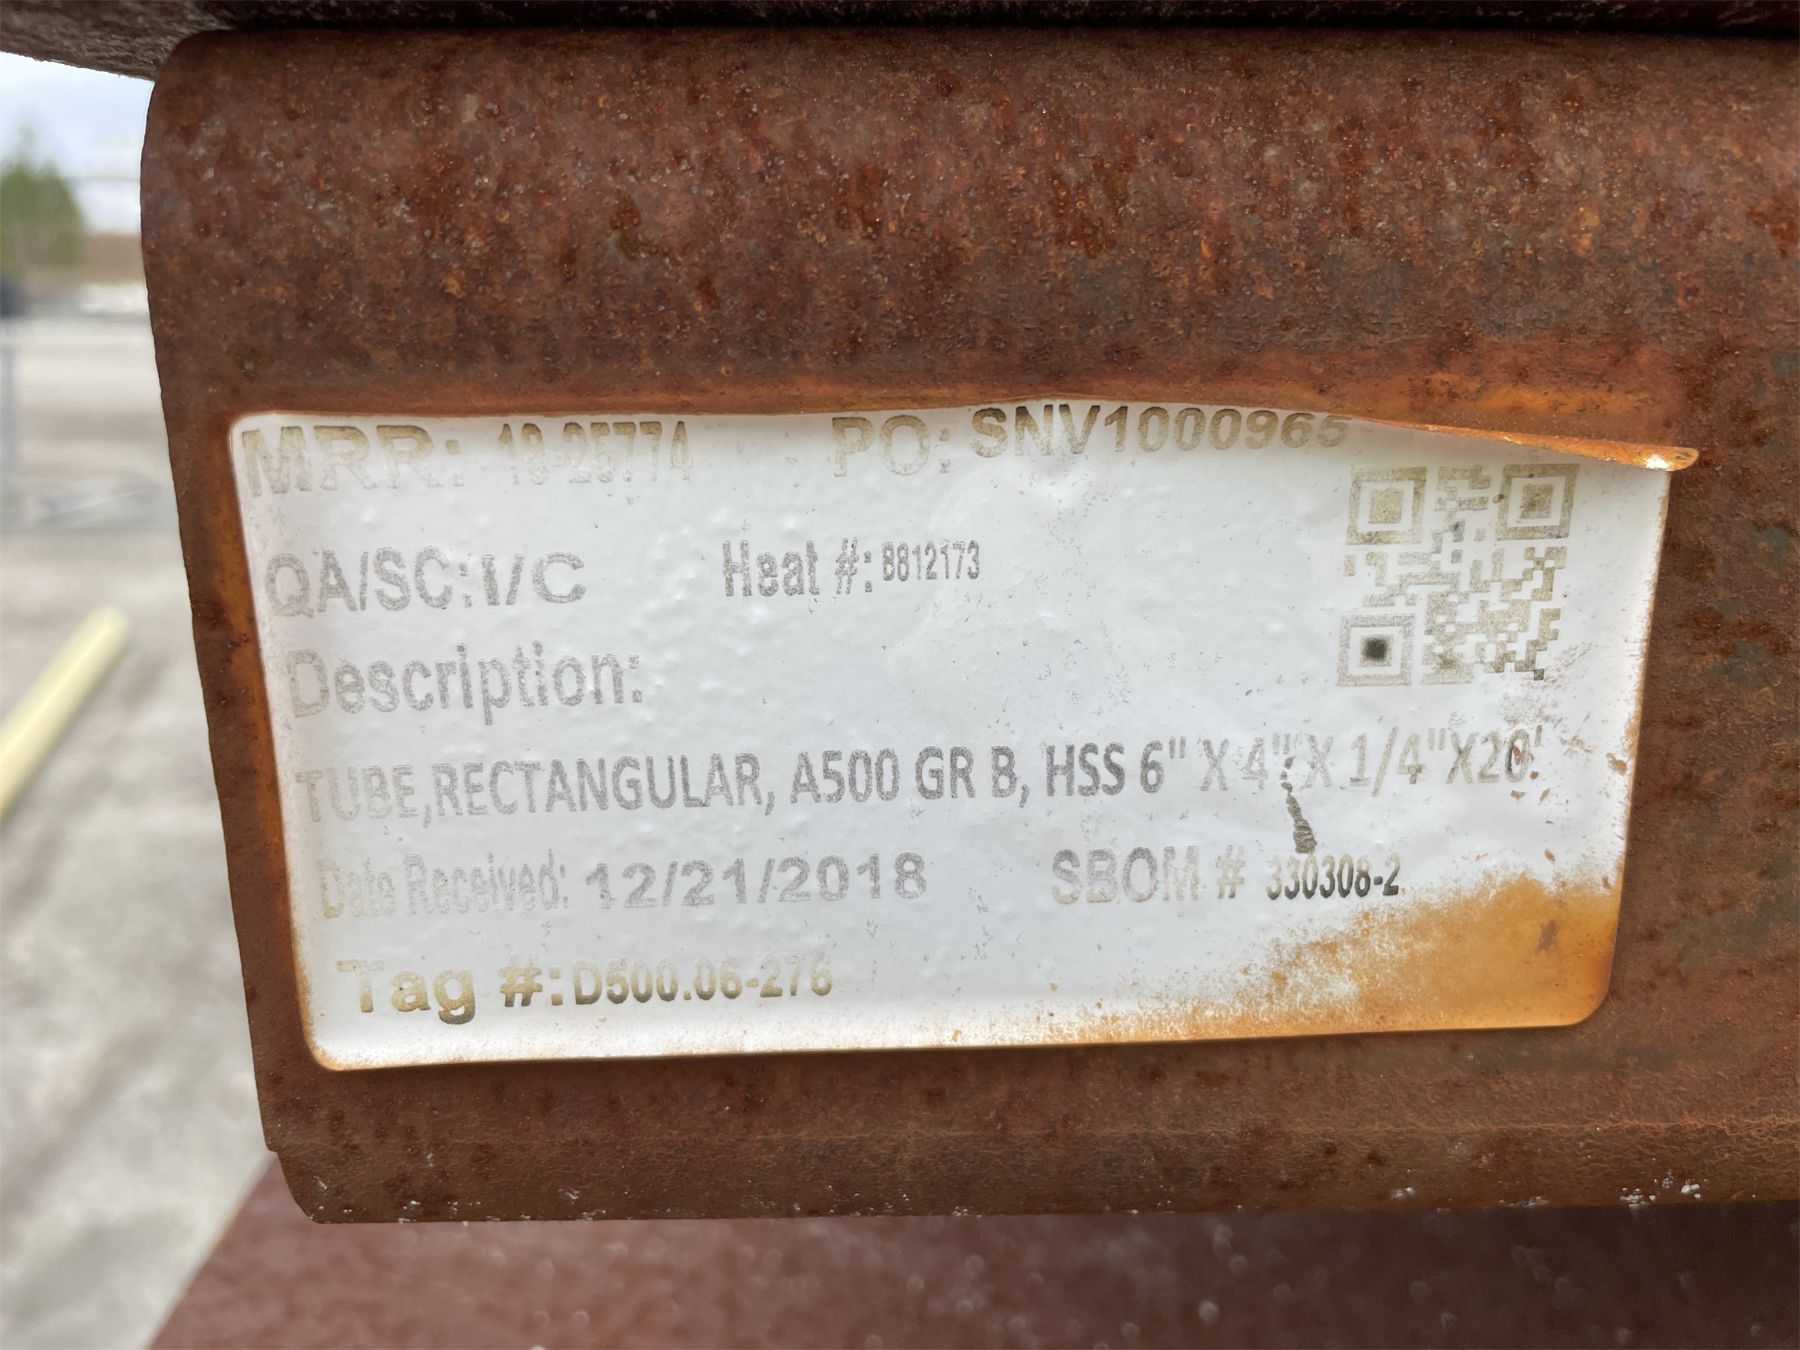 MRR: 18-25774 PO: SNV1000965
QA/SC: I/C Heat #: B812173
Description:
TUBE,RECTANGULAR, A500 GR B, HSS 6" X 4" X 1/4"X20'
Date Received: 12/21/2018 SBOM # 330308-2
Tag #: D500.06-276